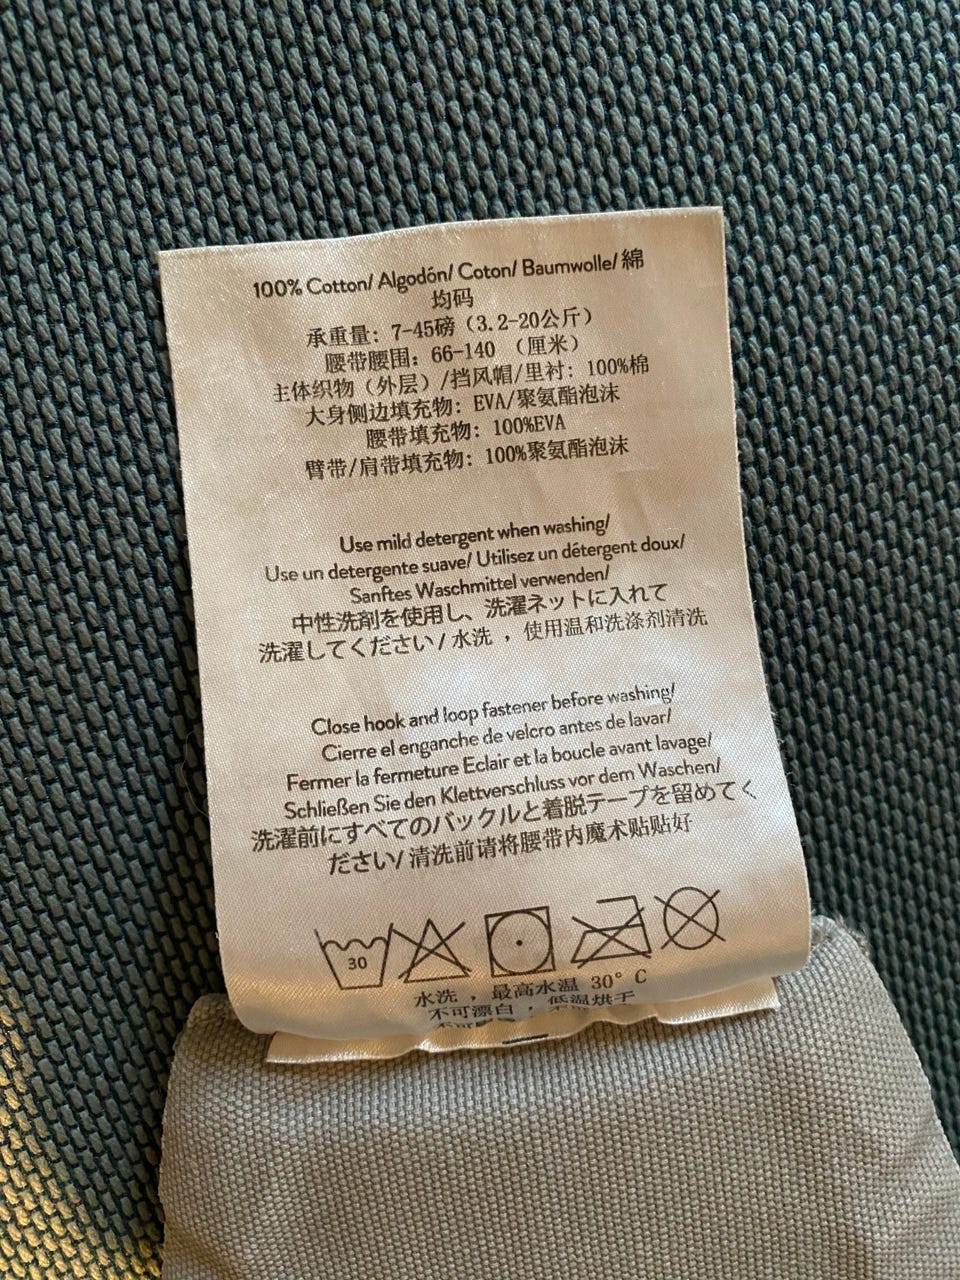 100% Cotton/ Algodón/ Coton/ Baumwolle/ 綿
均码
承重量: 7-45磅（3.2-20公斤）
腰带腰围: 66-140 （厘米）
主体织物（外层）/挡风帽/里衬: 100%棉
大身侧边填充物: EVA/聚氨酯泡沫
腰带填充物: 100%EVA
臂带/肩带填充物: 100%聚氨酯泡沫
Use mild detergent when washing/
Use un detergente suave/ Utilisez un détergent doux/
Sanftes Waschmittel verwenden/
中性洗剤を使用し、洗濯ネットに入れて
洗濯してください/ 水洗，使用温和洗涤剂清洗
Close hook and loop fastener before washing/
Cierre el enganche de velcro antes de lavar/
Fermer la fermeture Eclair et la boucle avant lavage/
Schließen Sie den Klettverschluss vor dem Waschen/
洗濯前にすべてのバックルと着脱テープを留めてく
ださい/ 清洗前请将腰带内魔术贴贴好
30
水洗，最高水温 30° C
不可漂白，低温烘干